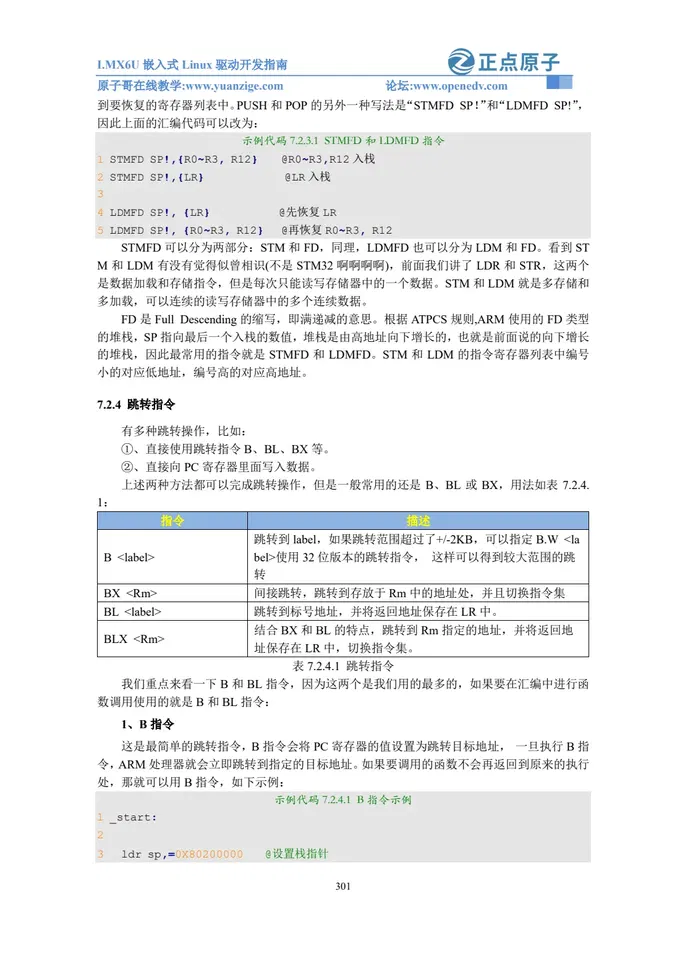 I.MX6U 嵌入式 Linux 驱动开发指南
正点原子
原子哥在线教学:www.yuanzige.com 论坛:www.openedv.com
到要恢复的寄存器列表中。PUSH 和 POP 的另外一种写法是“STMFD SP!”和“LDMFD SP!”，
因此上面的汇编代码可以改为：
示例代码 7.2.3.1 STMFD 和 LDMFD 指令
1 STMFD SP!,{R0~R3, R12} @R0~R3,R12 入栈
2 STMFD SP!,{LR} @LR 入栈
3
4 LDMFD SP!, {LR} @先恢复 LR
5 LDMFD SP!, {R0~R3, R12} @再恢复 R0~R3, R12
STMFD 可以分为两部分：STM 和 FD，同理，LDMFD 也可以分为 LDM 和 FD。看到 ST
M 和 LDM 有没有觉得似曾相识(不是 STM32 啊啊啊啊)，前面我们讲了 LDR 和 STR，这两个
是数据加载和存储指令，但是每次只能读写存储器中的一个数据。STM 和 LDM 就是多存储和
多加载，可以连续的读写存储器中的多个连续数据。
FD 是 Full Descending 的缩写，即满递减的意思。根据 ATPCS 规则,ARM 使用的 FD 类型
的堆栈，SP 指向最后一个入栈的数值，堆栈是由高地址向下增长的，也就是前面说的向下增长
的堆栈，因此最常用的指令就是 STMFD 和 LDMFD。STM 和 LDM 的指令寄存器列表中编号
小的对应低地址，编号高的对应高地址。
7.2.4 跳转指令
有多种跳转操作，比如：
①、直接使用跳转指令 B、BL、BX 等。
②、直接向 PC 寄存器里面写入数据。
上述两种方法都可以完成跳转操作，但是一般常用的还是 B、BL 或 BX，用法如表 7.2.4.
1：
指令 描述
B <label> 跳转到 label，如果跳转范围超过了+/-2KB，可以指定 B.W <la
bel>使用 32 位版本的跳转指令， 这样可以得到较大范围的跳
转
BX <Rm> 间接跳转，跳转到存放于 Rm 中的地址处，并且切换指令集
BL <label> 跳转到标号地址，并将返回地址保存在 LR 中。
BLX <Rm> 结合 BX 和 BL 的特点，跳转到 Rm 指定的地址，并将返回地
址保存在 LR 中，切换指令集。
表 7.2.4.1 跳转指令
我们重点来看一下 B 和 BL 指令，因为这两个是我们用的最多的，如果要在汇编中进行函
数调用使用的就是 B 和 BL 指令：
1、B 指令
这是最简单的跳转指令，B 指令会将 PC 寄存器的值设置为跳转目标地址， 一旦执行 B 指
令，ARM 处理器就会立即跳转到指定的目标地址。如果要调用的函数不会再返回到原来的执行
处，那就可以用 B 指令，如下示例：
示例代码 7.2.4.1 B 指令示例
1 _start:
2
3 ldr sp,=0X80200000 @设置栈指针
301